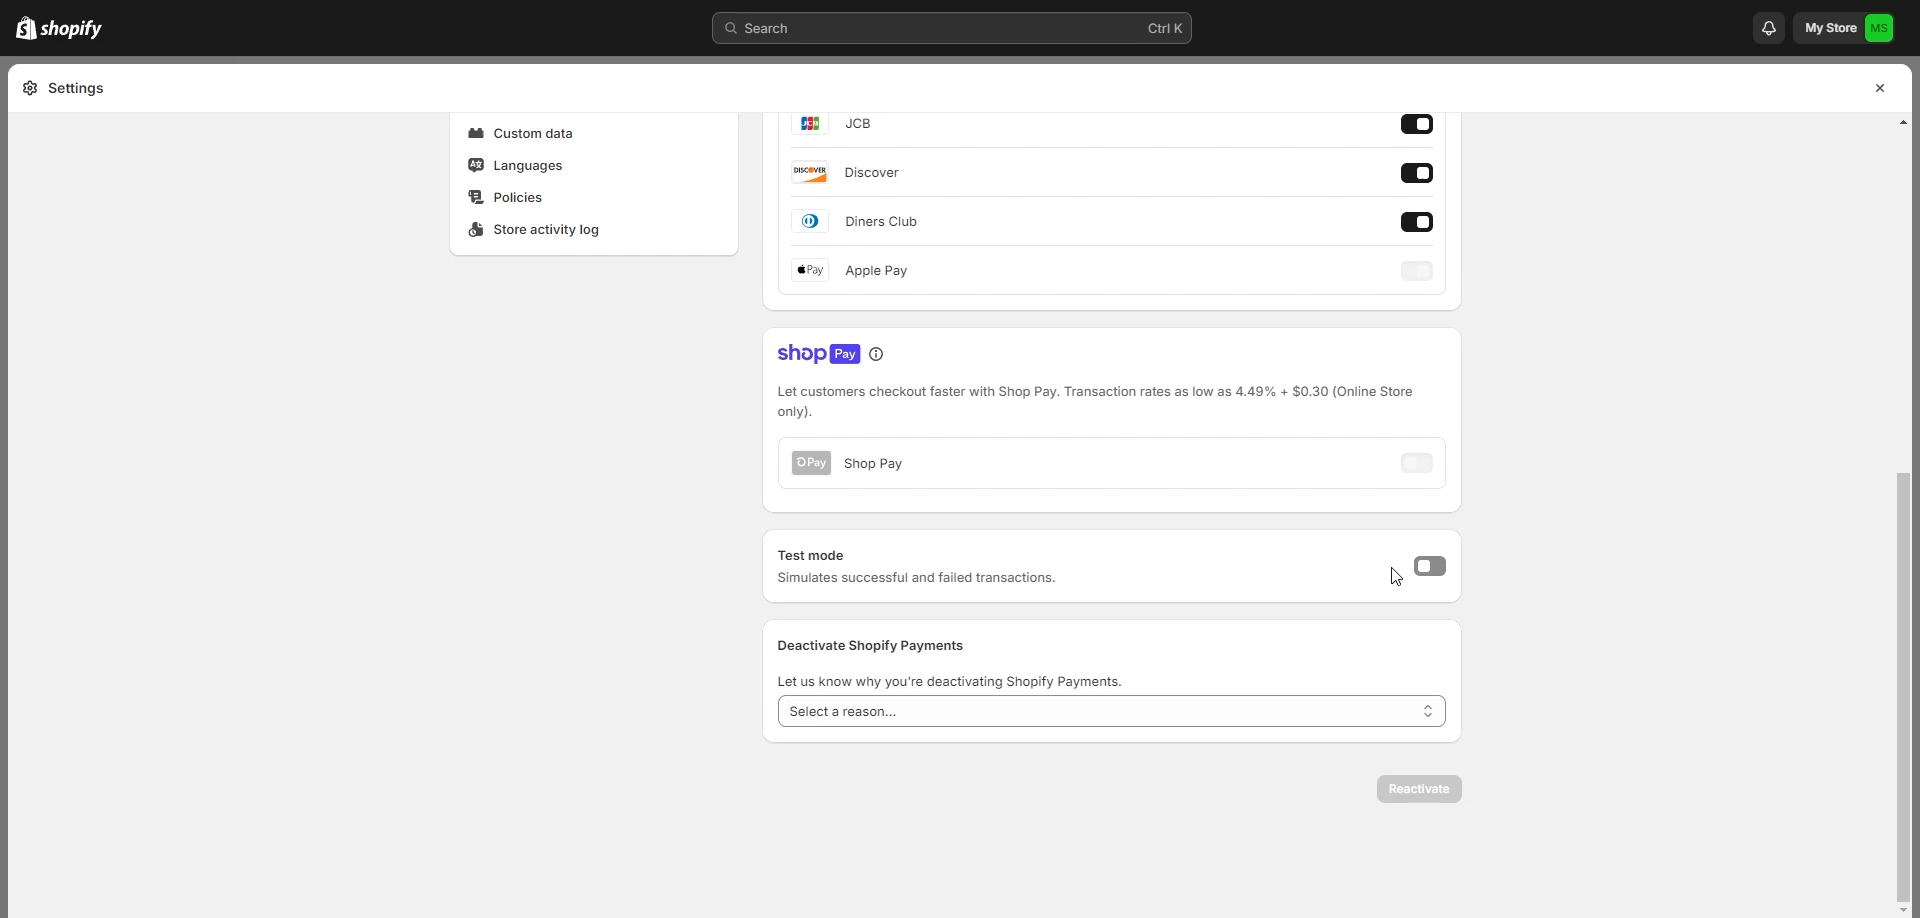 shopify
Search
Ctrl K
My Store
MS
Settings
Custom data
Languages
Policies
Store activity log
JCB
JCB
DISCOVER
Discover
Diners Club
Pay
Apple Pay
shop Pay
Let customers checkout faster with Shop Pay. Transaction rates as low as 4.49% + $0.30 (Online Store
only).
Pay
Shop Pay
Test mode
Simulates successful and failed transactions.
Deactivate Shopify Payments
Let us know why you're deactivating Shopify Payments.
Select a reason...
Reactivate